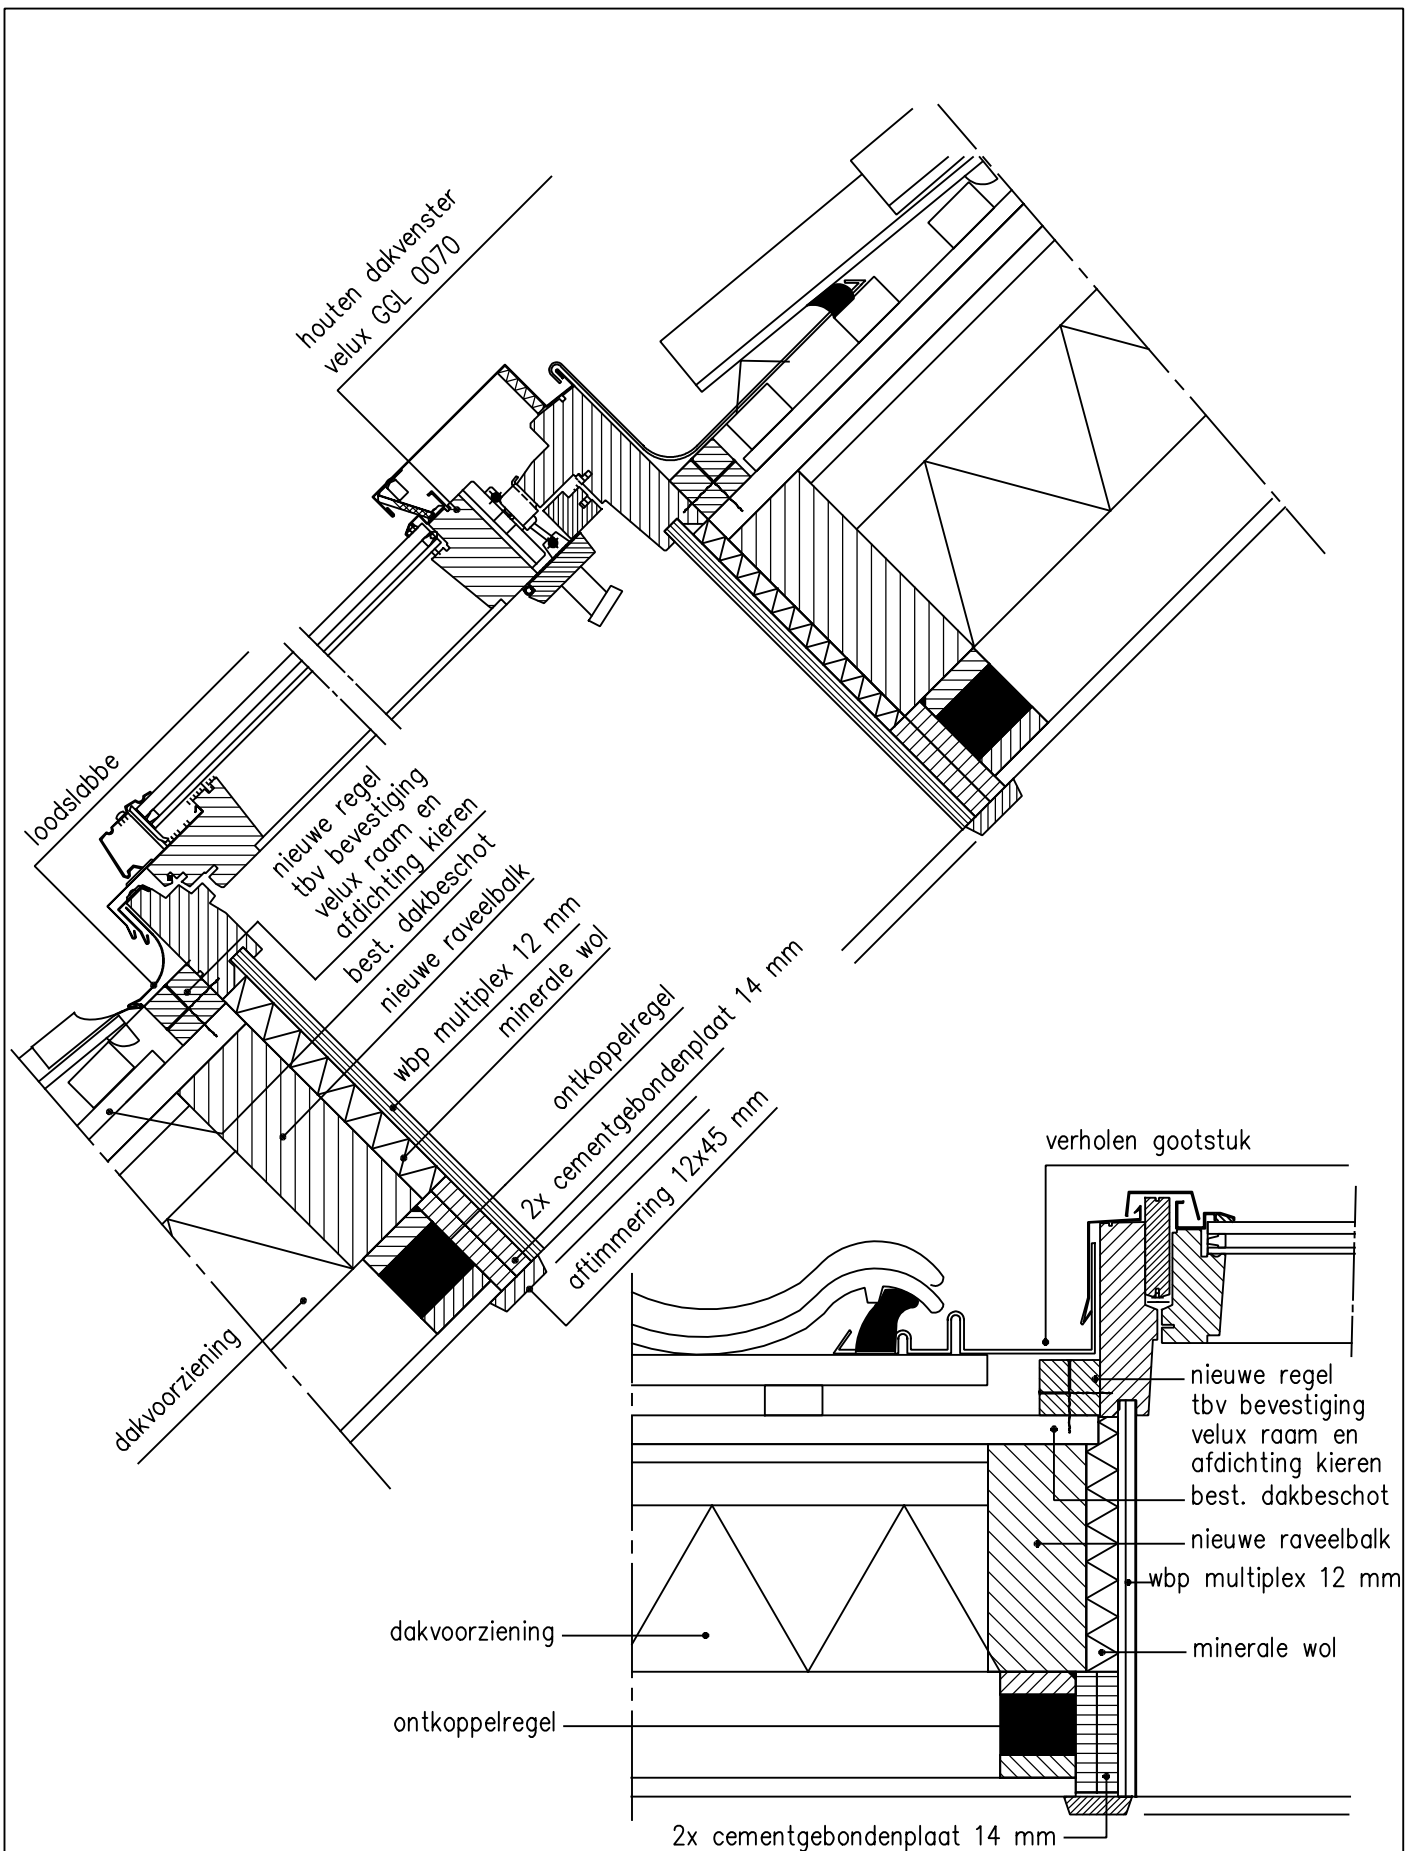 houten dakvenster
velux GGL 0070
loodslabbe
nieuwe regel
tbv bevestiging
velux raam en
afdichting kieren
best. dakbeschot
nieuwe raveelbalk
wbp multiplex 12 mm
minerale wol
ontkoppelregel
2x cementgebondenplaat 14 mm
aftimmering 12x45 mm
dakvoorziening
verholen gootstuk
nieuwe regel
tbv bevestiging
velux raam en
afdichting kieren
best. dakbeschot
nieuwe raveelbalk
wbp multiplex 12 mm
dakvoorziening
minerale wol
ontkoppelregel
2x cementgebondenplaat 14 mm